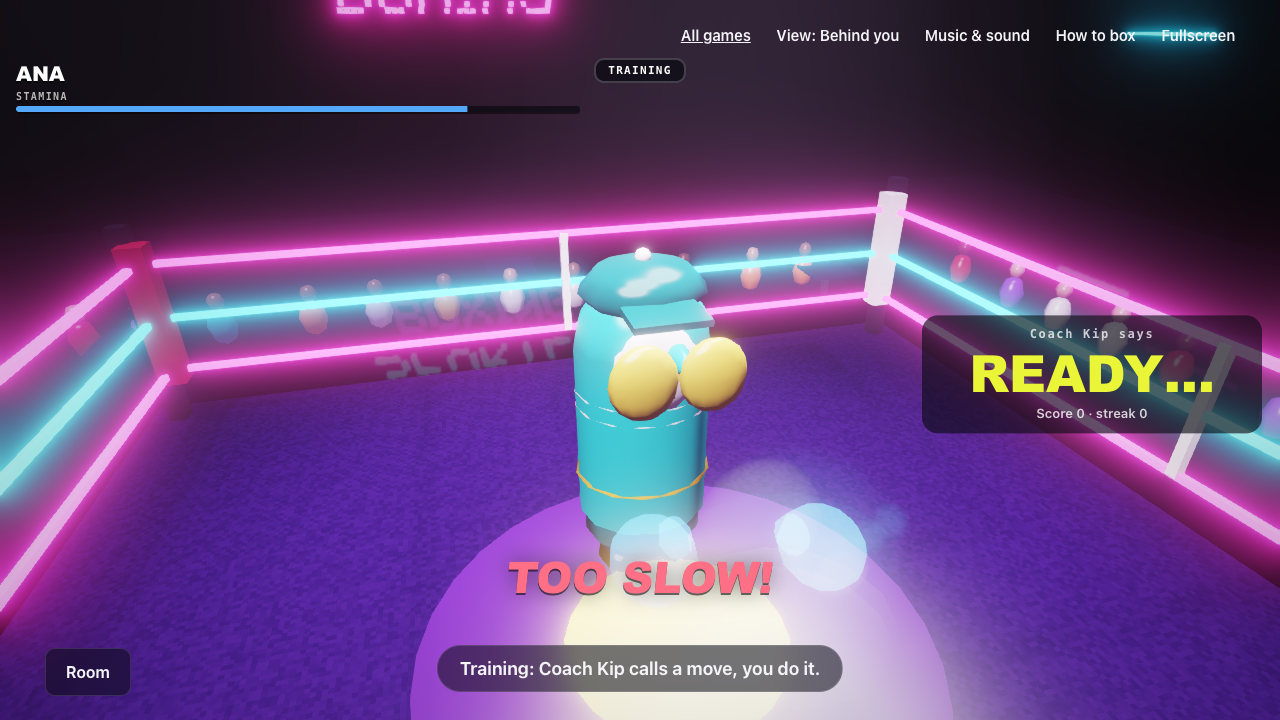 All games
View: Behind you
Music & sound
How to box
Fullscreen
ANA
STAMINA
TRAINING
Coach Kip says
READY...
Score 0 · streak 0
TOO SLOW!
Training: Coach Kip calls a move, you do it.
Room